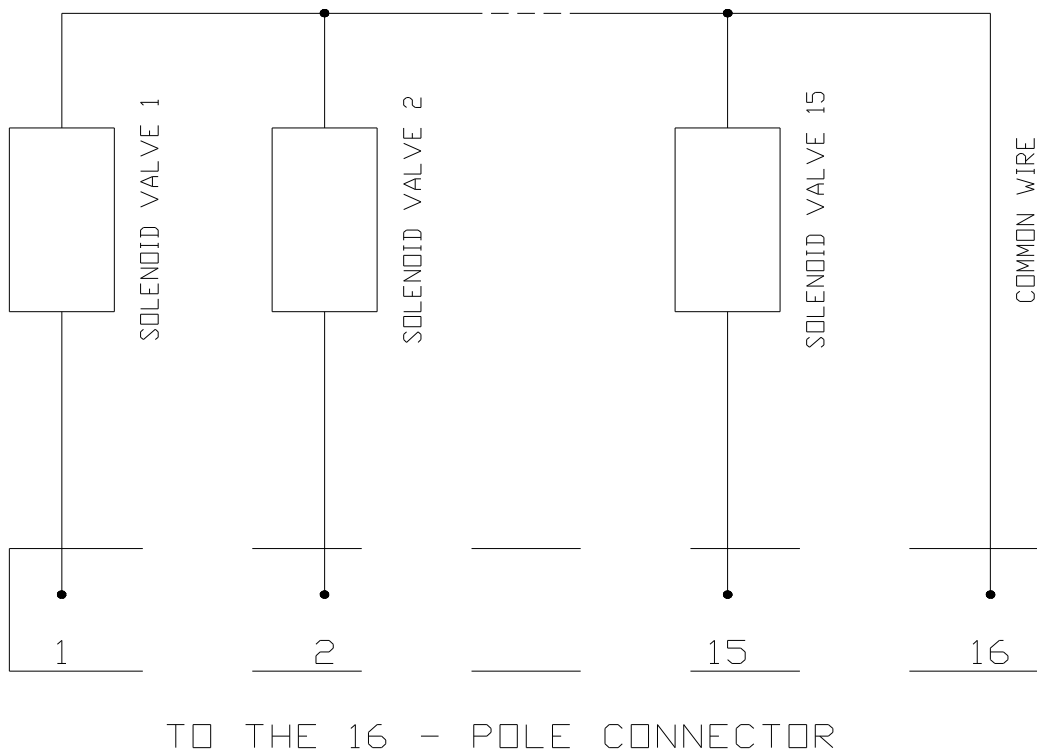 SOLENOID VALVE 1
SOLENOID VALVE 2
SOLENOID VALVE 15
COMMON WIRE
1
2
15
16
TO THE 16 - POLE CONNECTOR